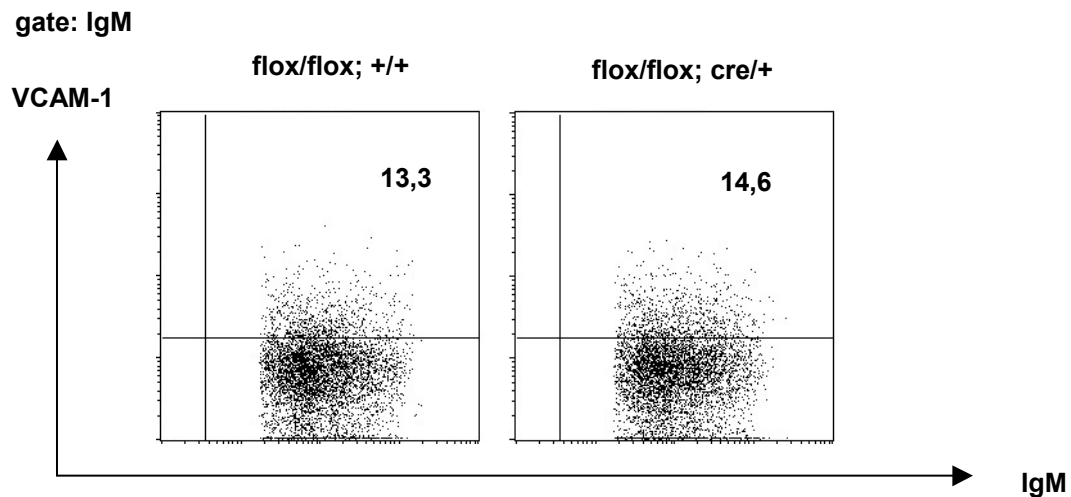 gate: IgM
flox/flox; +/+
flox/flox; cre/+
VCAM-1
13,3
14,6
IgM